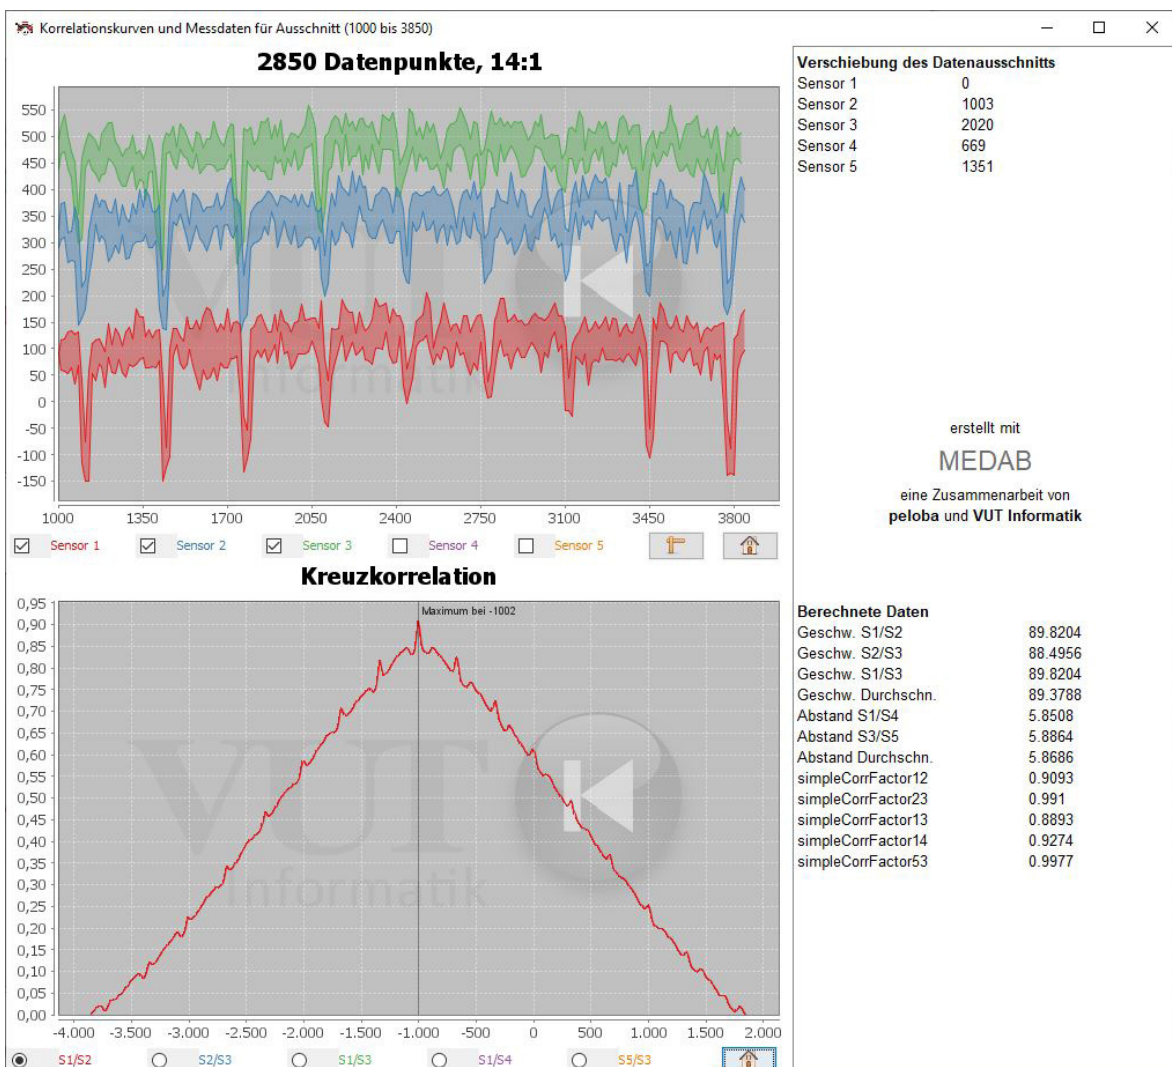 Korrelationskurven und Messdaten für Ausschnitt (1000 bis 3850)
2850 Datenpunkte, 14:1
550
500
450
400
350
300
250
200
150
100
50
0
-50
-100
-150
1000 1350 1700 2050 2400 2750 3100 3450 3800
VUT
Informatik
Sensor 1 Sensor 2 Sensor 3 Sensor 4 Sensor 5
Kreuzkorrelation
Maximum bei -1002
0,95
0,90
0,85
0,80
0,75
0,70
0,65
0,60
0,55
0,50
0,45
0,40
0,35
0,30
0,25
0,20
0,15
0,10
0,05
0,00
-4.000 -3.500 -3.000 -2.500 -2.000 -1.500 -1.000 -500 0 500 1.000 1.500 2.000
VUT
Informatik
S1/S2 S2/S3 S1/S3 S1/S4 S5/S3
Verschiebung des Datenausschnitts
Sensor 1 0
Sensor 2 1003
Sensor 3 2020
Sensor 4 669
Sensor 5 1351
erstellt mit
MEDAB
eine Zusammenarbeit von
peloba und VUT Informatik
Berechnete Daten
Geschw. S1/S2 89.8204
Geschw. S2/S3 88.4956
Geschw. S1/S3 89.8204
Geschw. Durchschn. 89.3788
Abstand S1/S4 5.8508
Abstand S3/S5 5.8864
Abstand Durchschn. 5.8686
simpleCorrFactor12 0.9093
simpleCorrFactor23 0.991
simpleCorrFactor13 0.8893
simpleCorrFactor14 0.9274
simpleCorrFactor53 0.9977